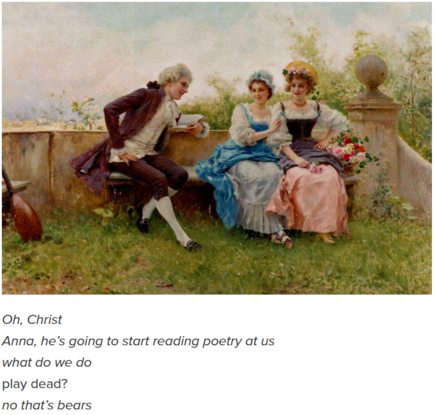 Oh, Christ
Anna, he's going to start reading poetry at us
what do we do
play dead?
no that's bears